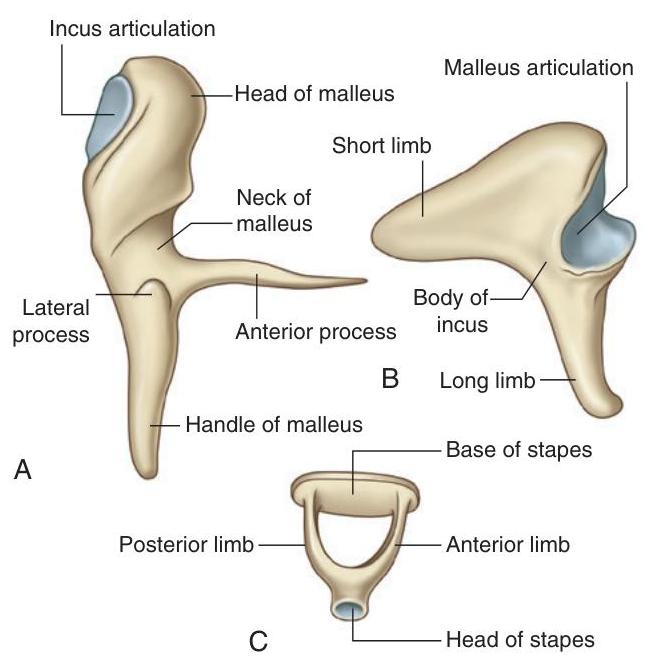 Incus articulation
Head of malleus
Neck of
malleus
Lateral
process
Anterior process
Handle of malleus
A
Malleus articulation
Short limb
Body of
incus
B
Long limb
Base of stapes
Posterior limb
Anterior limb
C
Head of stapes